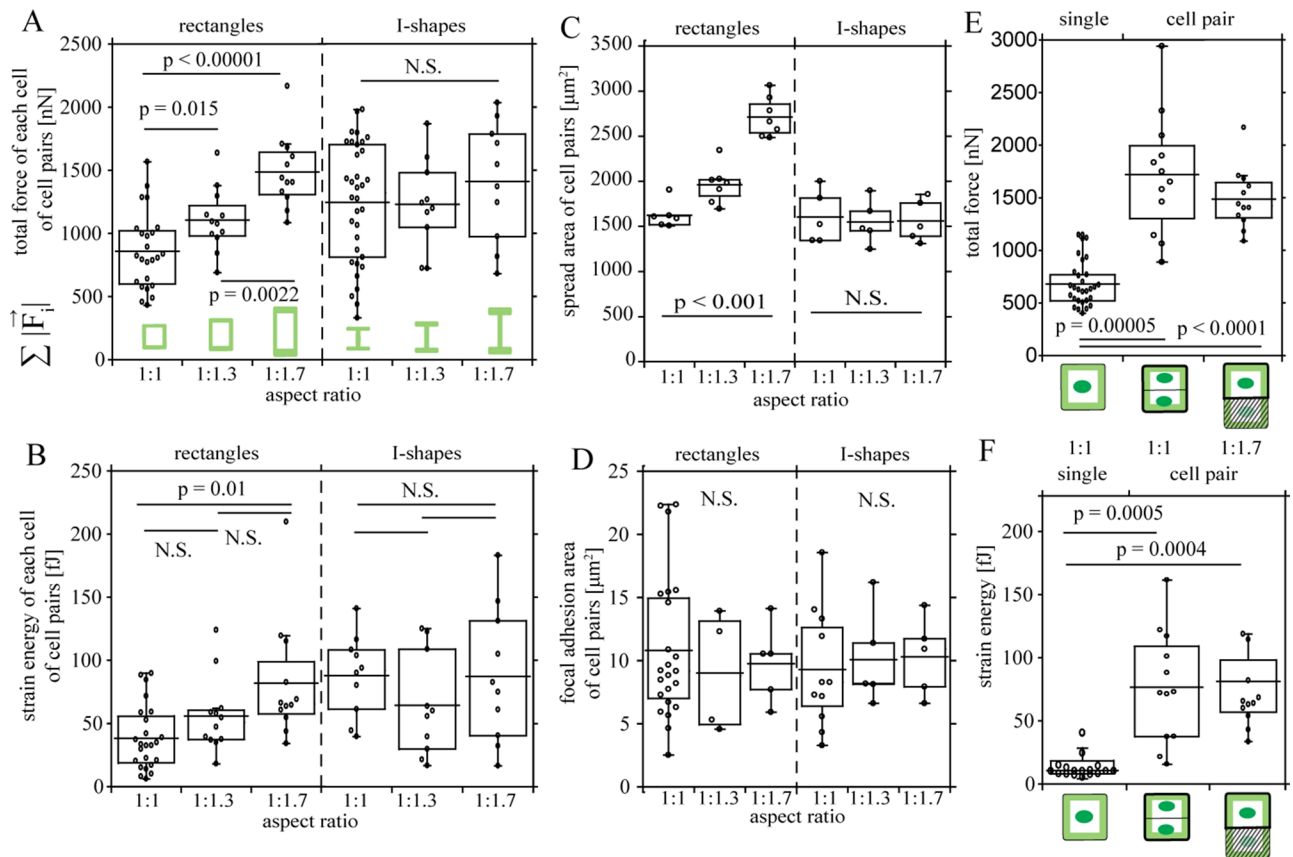 A
rectangles
I-shapes
total force of each cell
of cell pairs [nN]
∑ |F⃗i|
2500
2000
1500
1000
500
0
p < 0.00001
p = 0.015
p = 0.0022
N.S.
1:1
1:1.3
1:1.7
1:1
1:1.3
1:1.7
aspect ratio
B
rectangles
I-shapes
strain energy of each cell
of cell pairs [fJ]
250
200
150
100
50
0
p = 0.01
N.S.
N.S.
N.S.
1:1
1:1.3
1:1.7
1:1
1:1.3
1:1.7
aspect ratio
C
rectangles
I-shapes
spread area of cell pairs [μm²]
3500
3000
2500
2000
1500
1000
500
0
p < 0.001
N.S.
1:1
1:1.3
1:1.7
1:1
1:1.3
1:1.7
aspect ratio
D
rectangles
I-shapes
focal adhesion area
of cell pairs [μm²]
25
20
15
10
5
0
N.S.
N.S.
1:1
1:1.3
1:1.7
1:1
1:1.3
1:1.7
aspect ratio
E
single
cell pair
total force [nN]
3000
2500
2000
1500
1000
500
0
p = 0.00005
p < 0.0001
1:1
1:1
1:1.7
F
single
cell pair
strain energy [fJ]
200
150
100
50
0
p = 0.0005
p = 0.0004